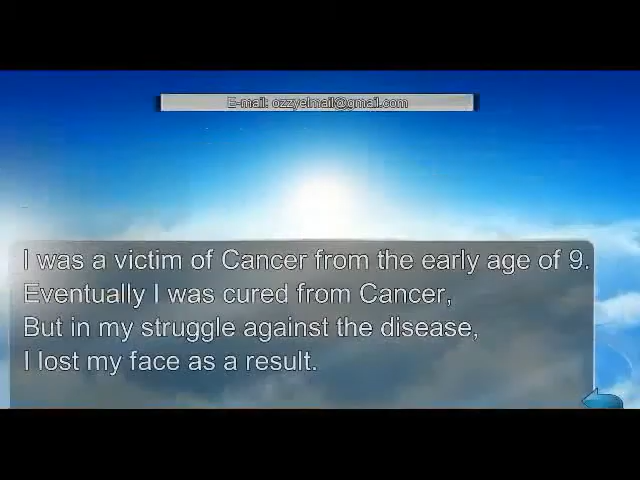 E-mail: ozzyelmail@gmail.com
I was a victim of Cancer from the early age of 9.
Eventually I was cured from Cancer,
But in my struggle against the disease,
I lost my face as a result.